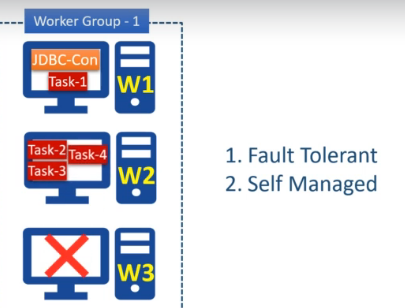 Worker Group - 1
JDBC-Con
Task-1
W1
Task-2
Task-4
Task-3
W2
W3
1. Fault Tolerant
2. Self Managed